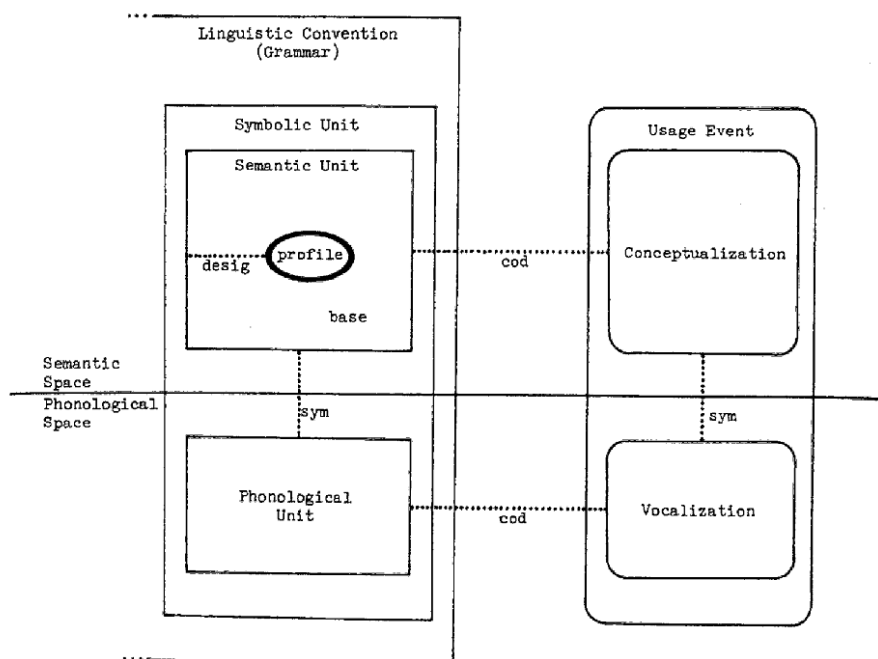 Linguistic Convention
(Grammar)
Symbolic Unit
Usage Event
Semantic Unit
profile
desig
base
cod
Conceptualization
Semantic
Space
Phonological
Space
sym
sym
Phonological
Unit
cod
Vocalization